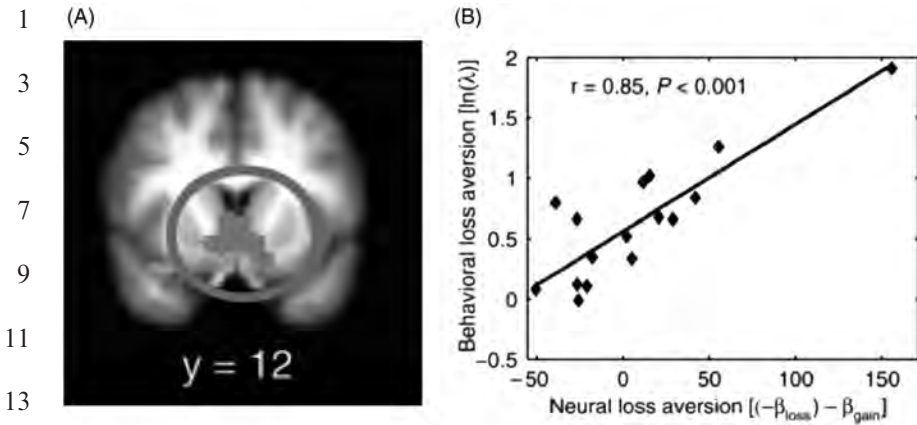 1
3
5
7
9
11
13
(A)
y = 12
(B)
r = 0.85, P < 0.001
Behavioral loss aversion [ln(λ)]
2
1.5
1
0.5
0
−0.5
−50 0 50 100 150
Neural loss aversion [(−βloss) − βgain]